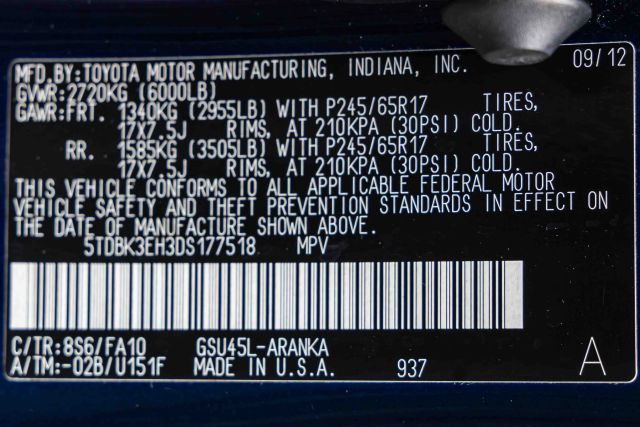 09/12
MFD.BY:TOYOTA MOTOR MANUFACTURING, INDIANA, INC.
GVWR:2720KG (6000LB)
GAWR:FRT. 1340KG (2955LB) WITH P245/65R17 TIRES,
17X7.5J RIMS, AT 210KPA (30PSI) COLD.
RR. 1585KG (3505LB) WITH P245/65R17 TIRES,
17X7.5J RIMS, AT 210KPA (30PSI) COLD.
THIS VEHICLE CONFORMS TO ALL APPLICABLE FEDERAL MOTOR
VEHICLE SAFETY AND THEFT PREVENTION STANDARDS IN EFFECT ON
THE DATE OF MANUFACTURE SHOWN ABOVE.
5TDBK3EH3DS177518 MPV
C/TR:8S6/FA10 GSU45L-ARANKA
A/TM:-02B/U151F MADE IN U.S.A. 937 A